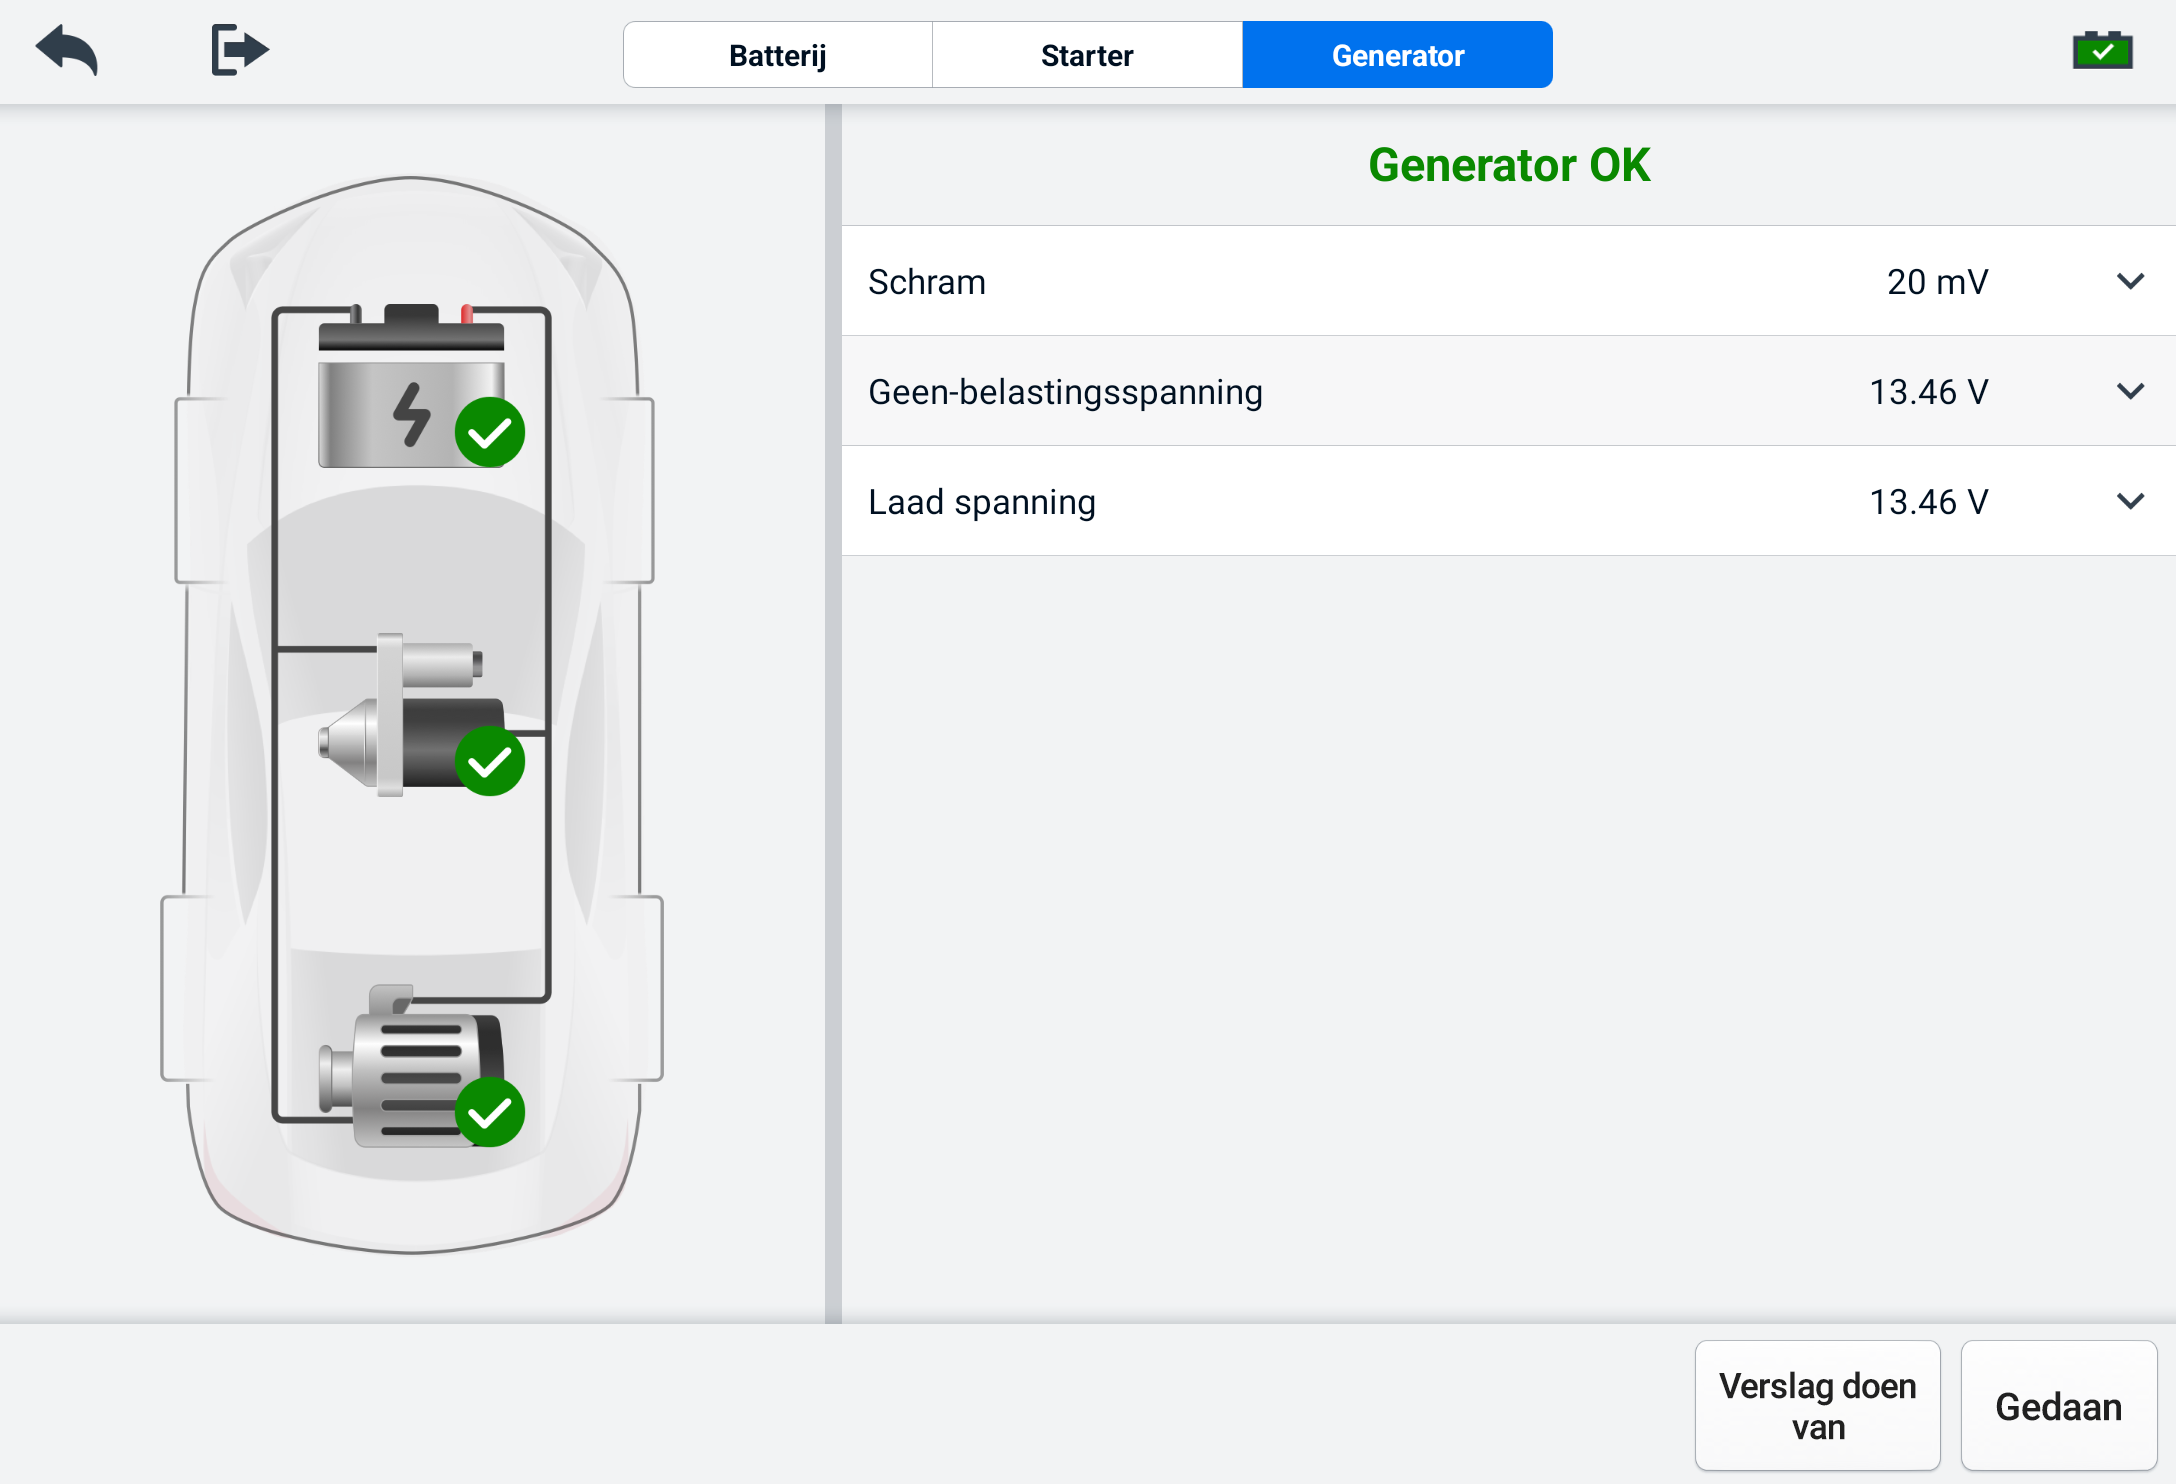 Batterij
Starter
Generator
Generator OK
Schram 20 mV
Geen-belastingsspanning 13.46 V
Laad spanning 13.46 V
Verslag doen
van
Gedaan